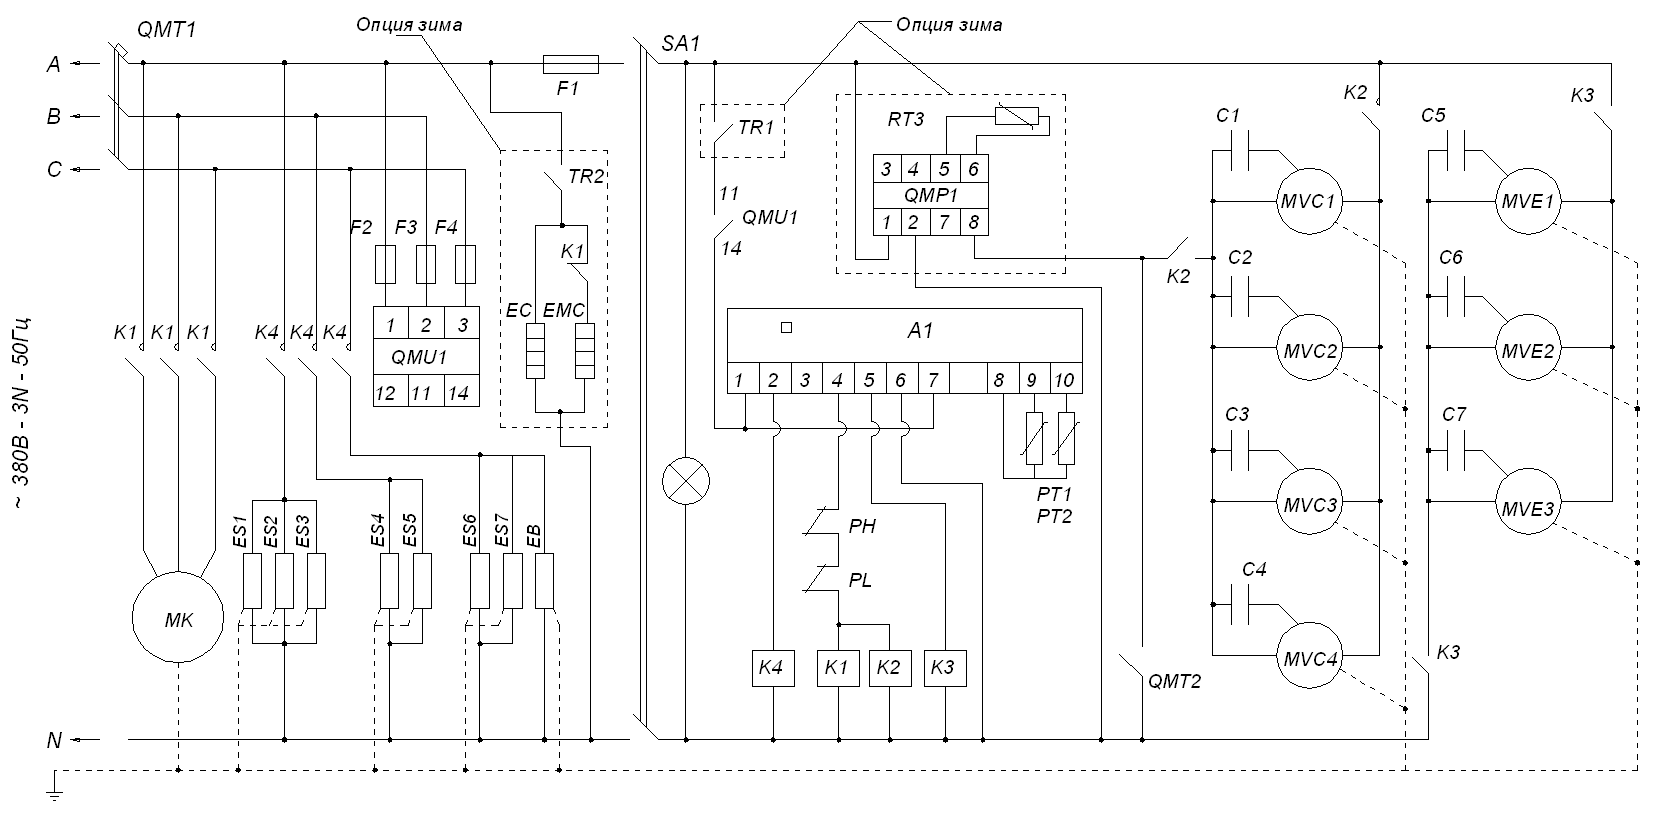 QMT1
Опция зима
SA1
Опция зима
A
F1
B
C
RT3
TR1
K2
K3
C1
C5
3 4 5 6
QMP1
1 2 7 8
TR2
11
QMU1
14
MVC1
MVE1
F2 F3 F4
K1
K2
C2
C6
EC EMC
1 2 3
QMU1
12 11 14
K1 K1 K1 K4 K4 K4
A1
1 2 3 4 5 6 7 8 9 10
MVC2
MVE2
C3
C7
~ 380В - 3N - 50Гц
PT1
PT2
MVC3
MVE3
ES1 ES2 ES3 ES4 ES5 ES6 ES7 EB
PH
PL
C4
MK
K4 K1 K2 K3
QMT2
MVC4
K3
N